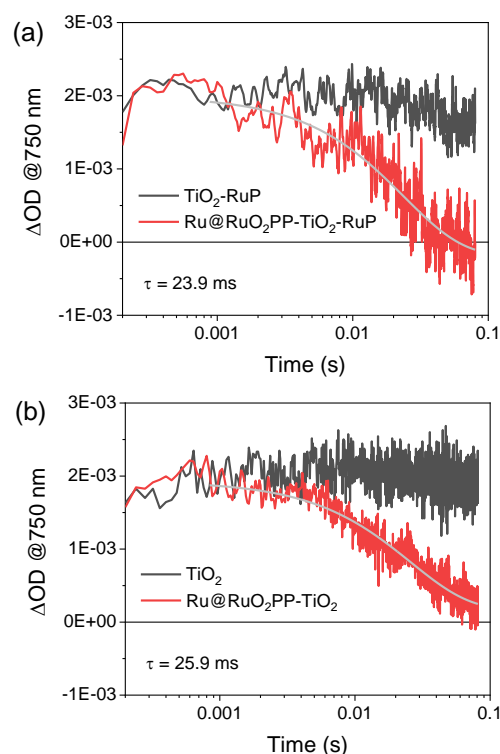 (a)
3E-03
2E-03
1E-03
0E+00
-1E-03
ΔOD @750 nm
TiO₂-RuP
Ru@RuO₂PP-TiO₂-RuP
τ = 23.9 ms
0.001
0.01
0.1
Time (s)
(b)
3E-03
2E-03
1E-03
0E+00
-1E-03
ΔOD @750 nm
TiO₂
Ru@RuO₂PP-TiO₂
τ = 25.9 ms
0.001
0.01
0.1
Time (s)